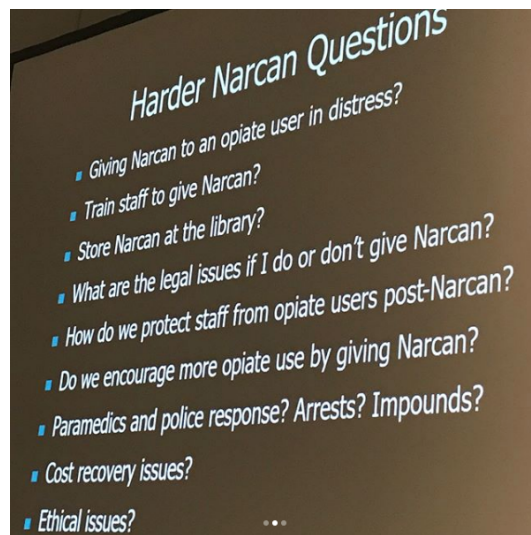 Harder Narcan Questions
Giving Narcan to an opiate user in distress?
Train staff to give Narcan?
Store Narcan at the library?
What are the legal issues if I do or don't give Narcan?
How do we protect staff from opiate users post-Narcan?
Do we encourage more opiate use by giving Narcan?
Paramedics and police response? Arrests? Impounds?
Cost recovery issues?
Ethical issues?